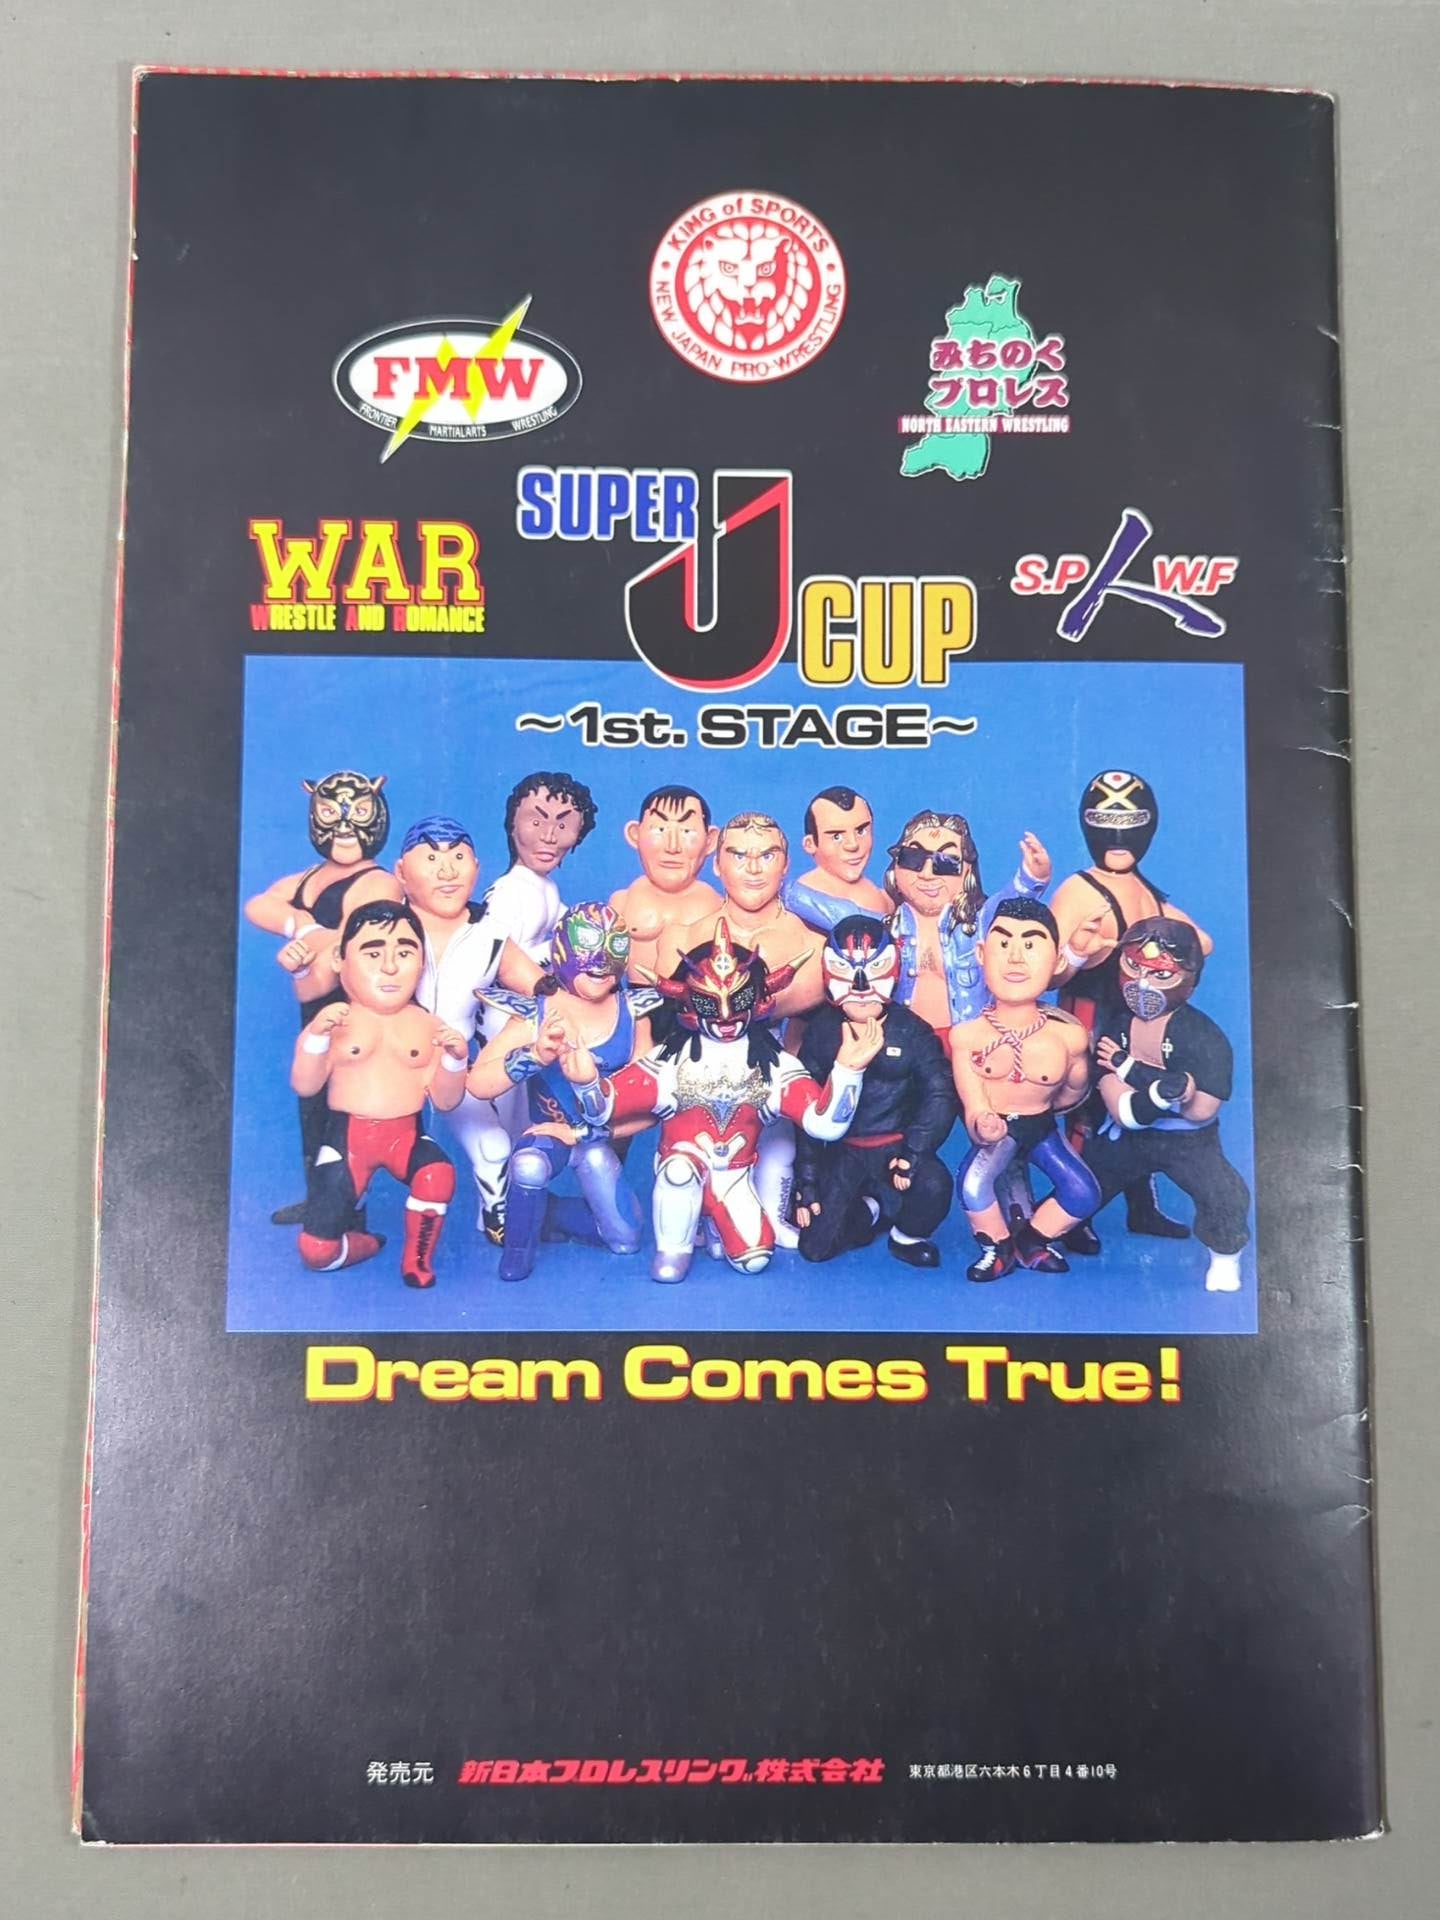 KING of SPORTS
NEW JAPAN PRO-WRESTLING
FMW
FRONTIER MARTIALARTS WRESTLING
みちのく
プロレス
NORTH EASTERN WRESTLING
SUPER J CUP
WAR
WRESTLE AND ROMANCE
S.P人W.F
~1st. STAGE~
Dream Comes True!
発売元 新日本プロレスリング株式会社 東京都港区六本木6丁目4番10号